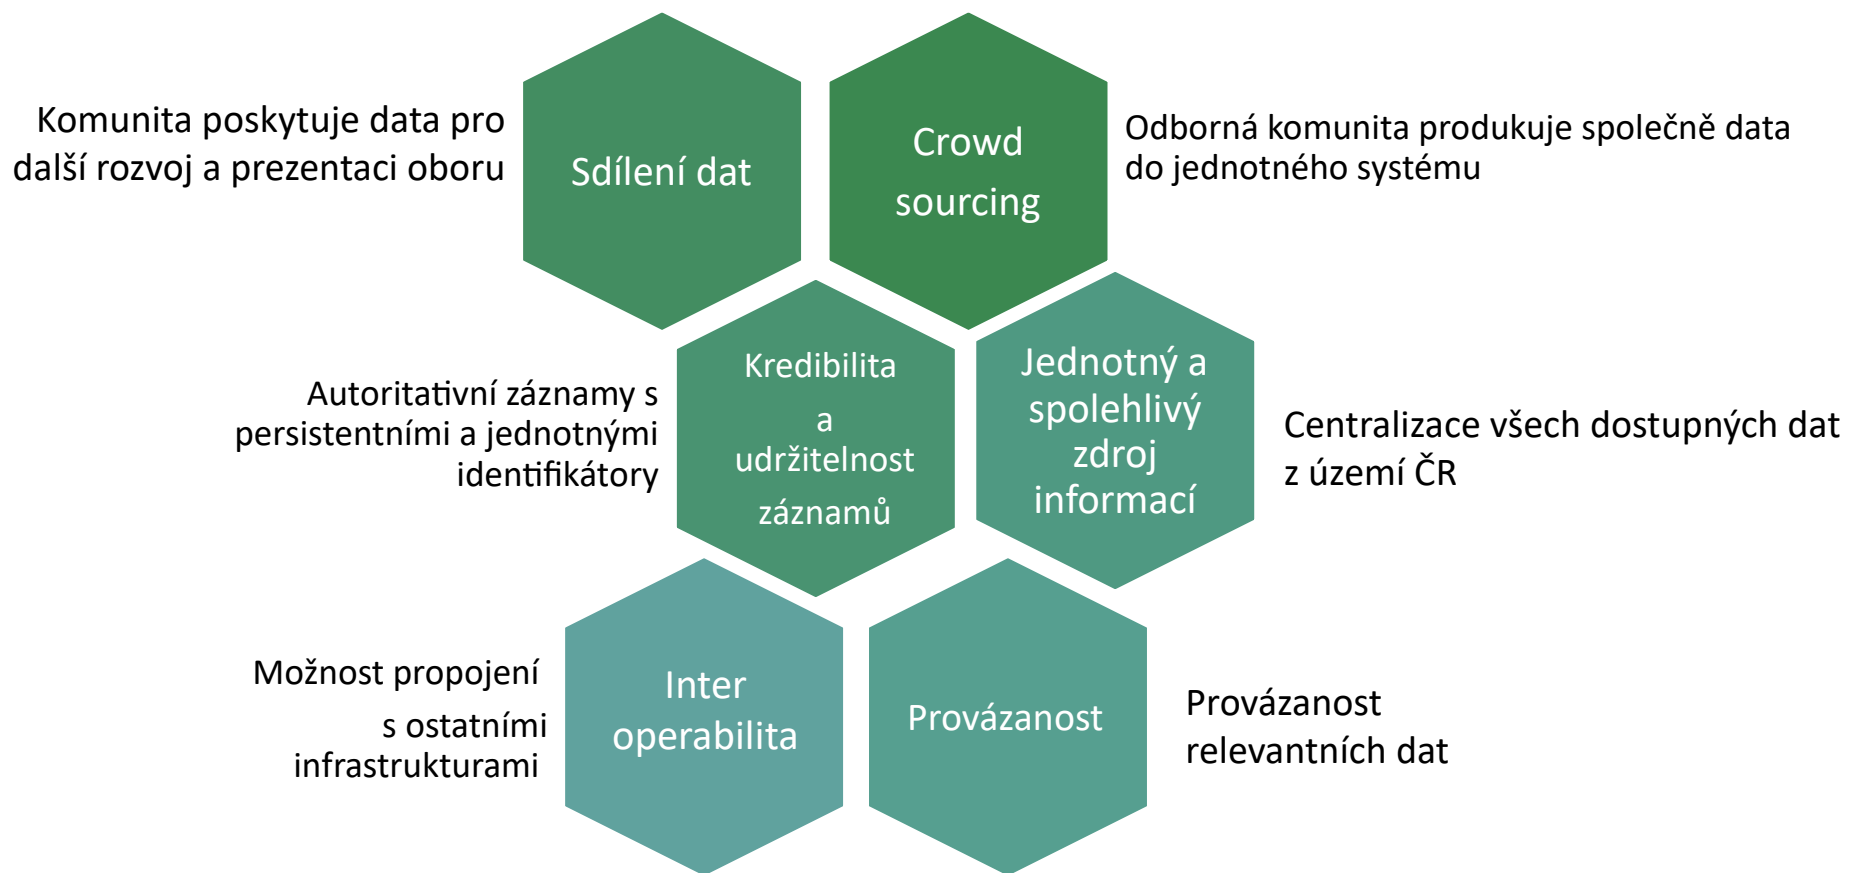 Komunita poskytuje data pro
další rozvoj a prezentaci oboru
Sdílení dat
Crowd
sourcing
Odborná komunita produkuje společně data
do jednotného systému
Autoritativní záznamy s
persistentními a jednotnými
identifikátory
Kredibilita
a
udržitelnost
záznamů
Jednotný a
spolehlivý
zdroj
informací
Centralizace všech dostupných dat
z území ČR
Možnost propojení
s ostatními
infrastrukturami
Inter
operabilita
Provázanost
Provázanost
relevantních dat